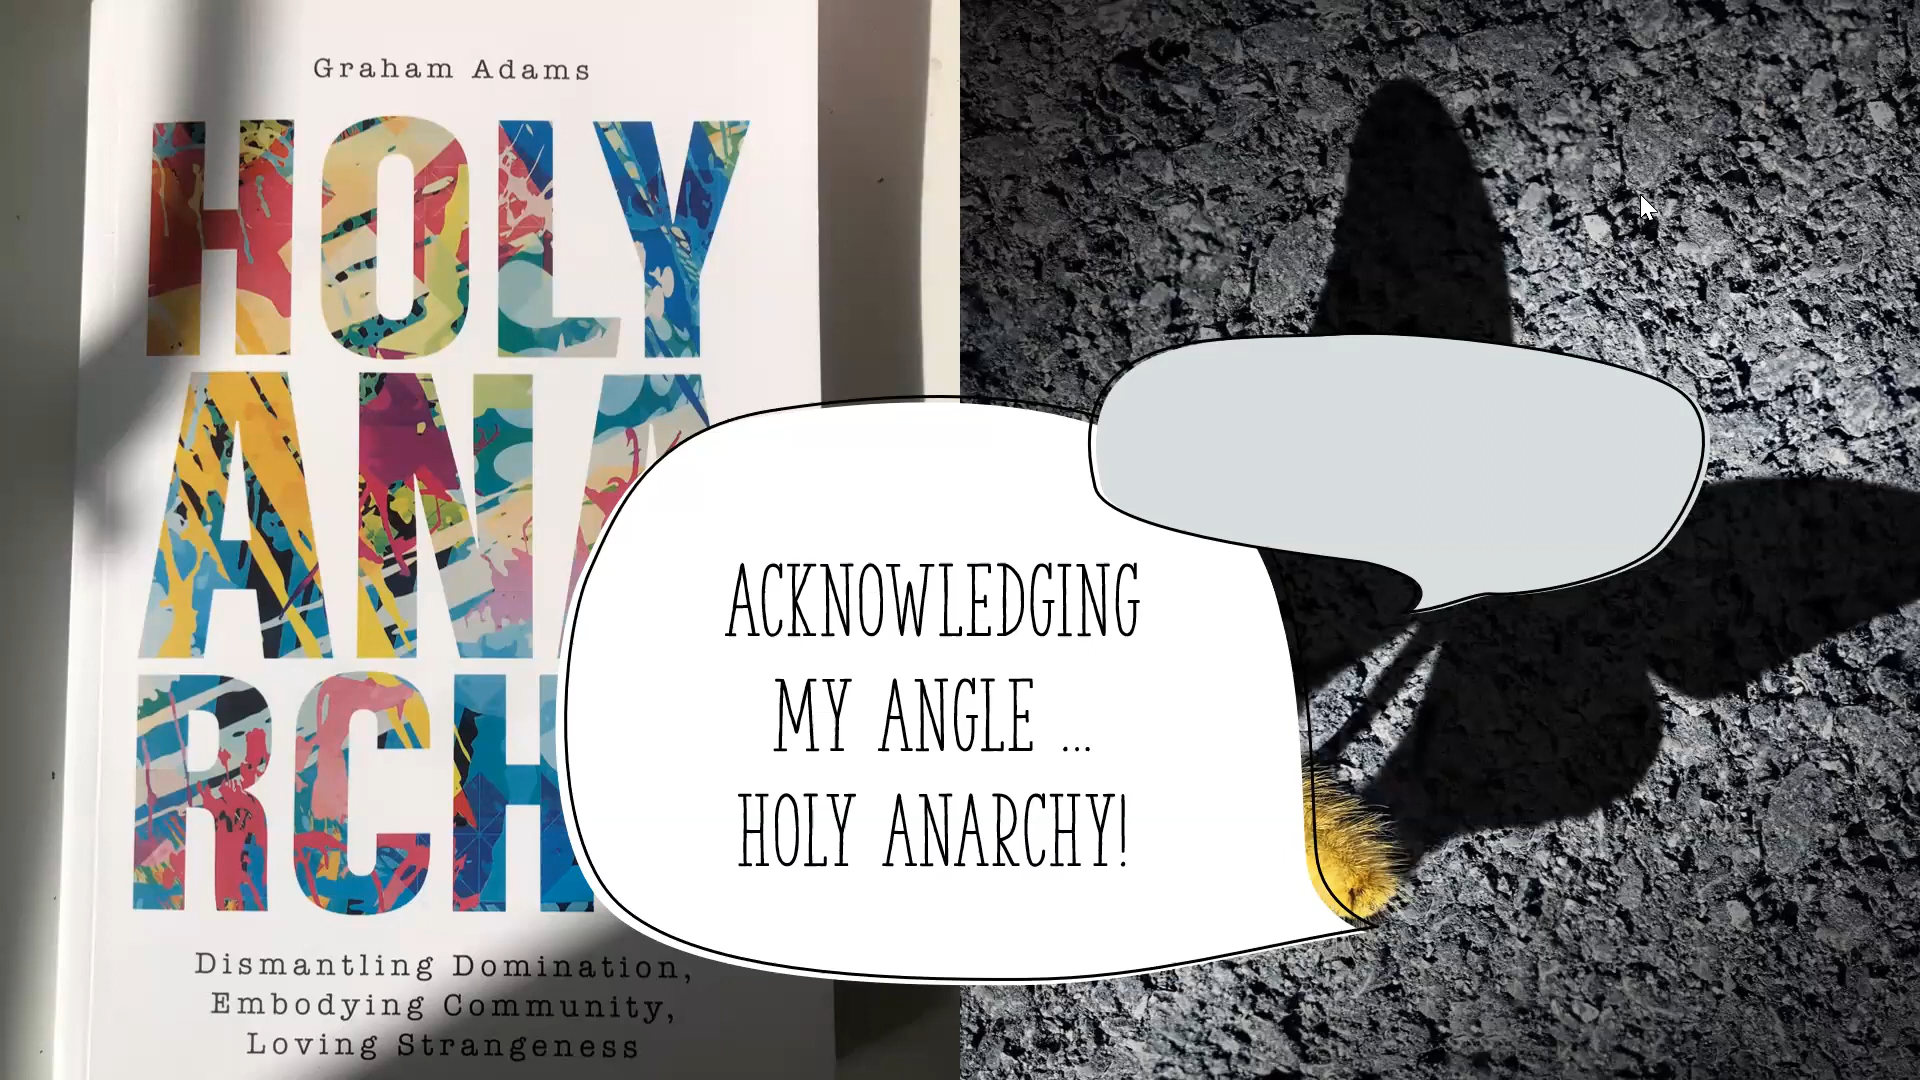 Graham Adams
HOLY
ANA
RCH
Dismantling Domination,
Embodying Community,
Loving Strangeness
ACKNOWLEDGING
MY ANGLE ...
HOLY ANARCHY!